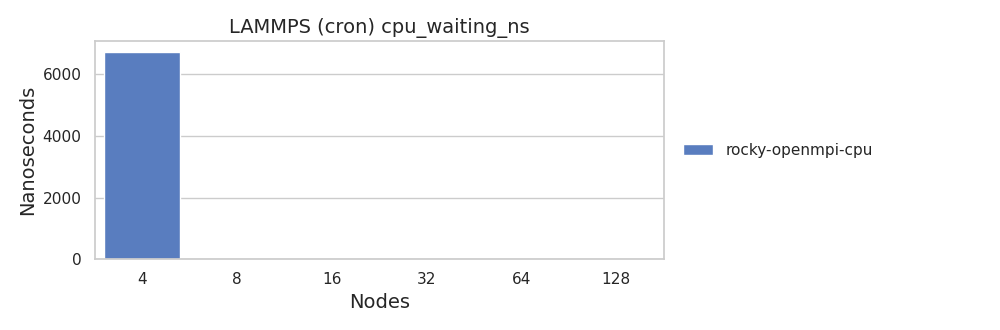 LAMMPS (cron) cpu_waiting_ns
Nanoseconds
6000
4000
2000
0
4 8 16 32 64 128
Nodes
rocky-openmpi-cpu